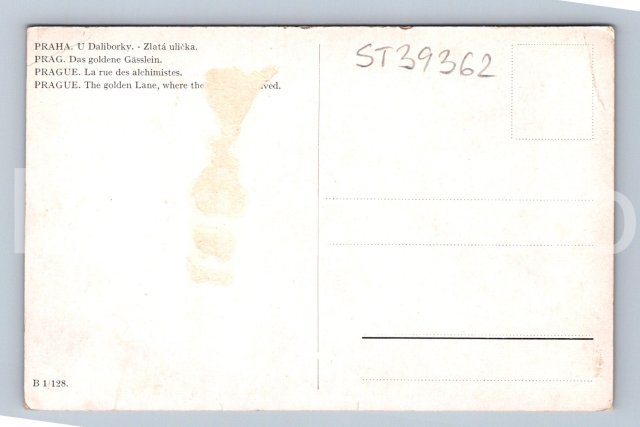 PRAHA. U Daliborky. - Zlatá ulička.
PRAG. Das goldene Gässlein.
PRAGUE. La rue des alchimistes.
PRAGUE. The golden Lane, where the
ST39362
B 1/128.